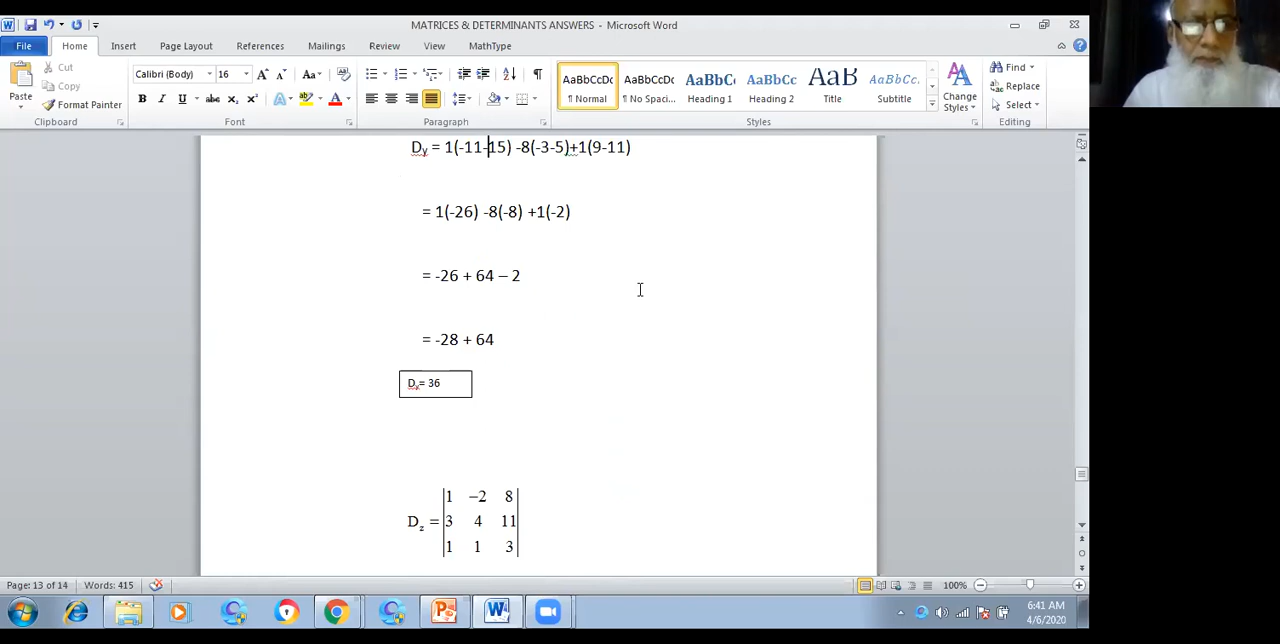 MATRICES & DETERMINANTS ANSWERS - Microsoft Word
File Home Insert Page Layout References Mailings Review View MathType
Paste Cut Copy Format Painter
Calibri (Body) 16
AaBbCcDc AaBbCcDc AaBbC AaBbCc AaB AaBbCc.
¶ Normal ¶ No Spaci... Heading 1 Heading 2 Title Subtitle
Change Styles
Find Replace Select
Clipboard Font Paragraph Styles Editing
Dy = 1(-11-15) -8(-3-5)+1(9-11)
= 1(-26) -8(-8) +1(-2)
= -26 + 64 – 2
= -28 + 64
= 36
Dz = |1 −2 8|
|3 4 11|
|1 1 3|
Page: 13 of 14 Words: 415 100%
6:41 AM
4/6/2020